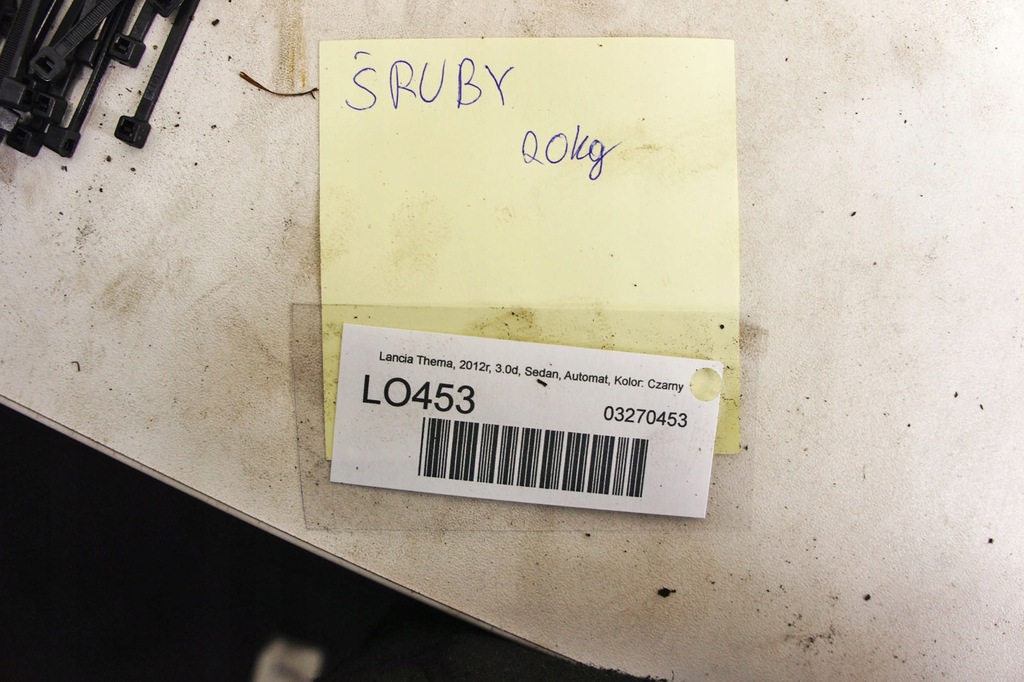 ŚRUBY
20kg
Lancia Thema, 2012r, 3.0d, Sedan, Automat, Kolor: Czarny
LO453
03270453